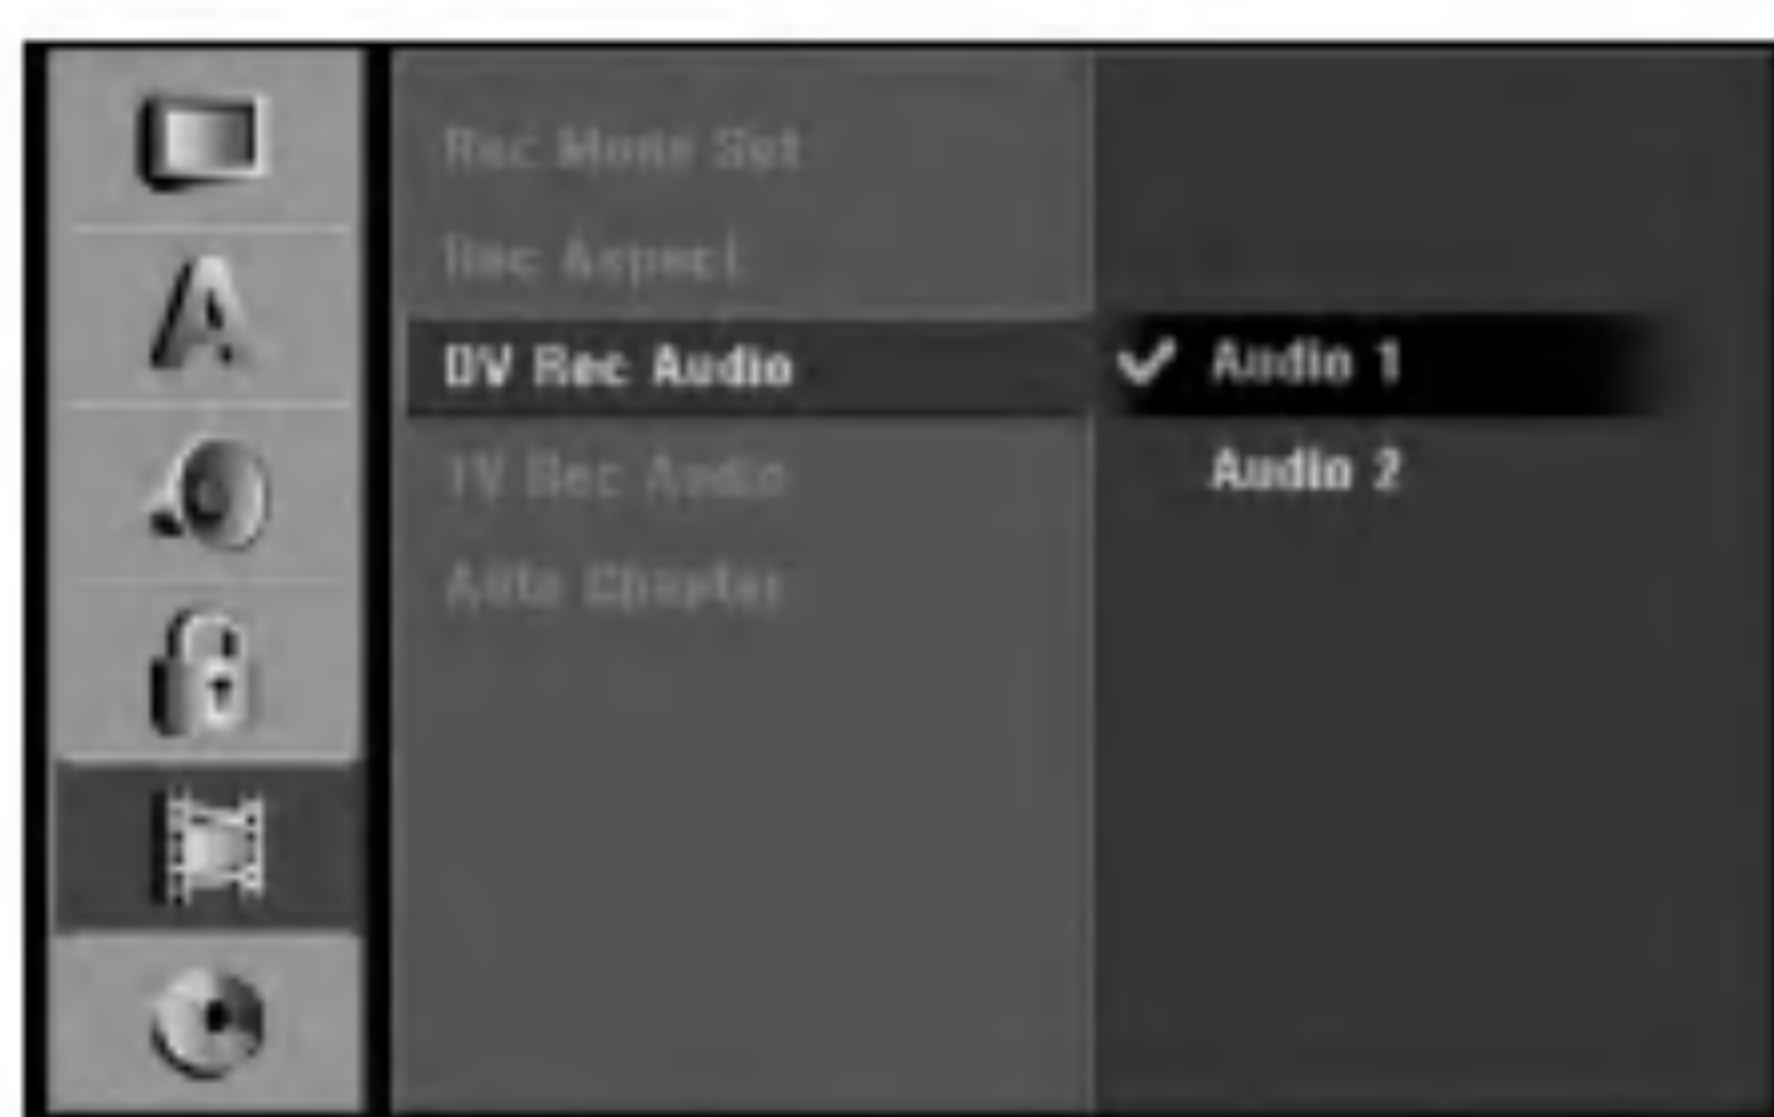 Rec Mode Set
Rec Aspect
DV Rec Audio
Audio 1
TV Rec Audio
Audio 2
Auto Chapter